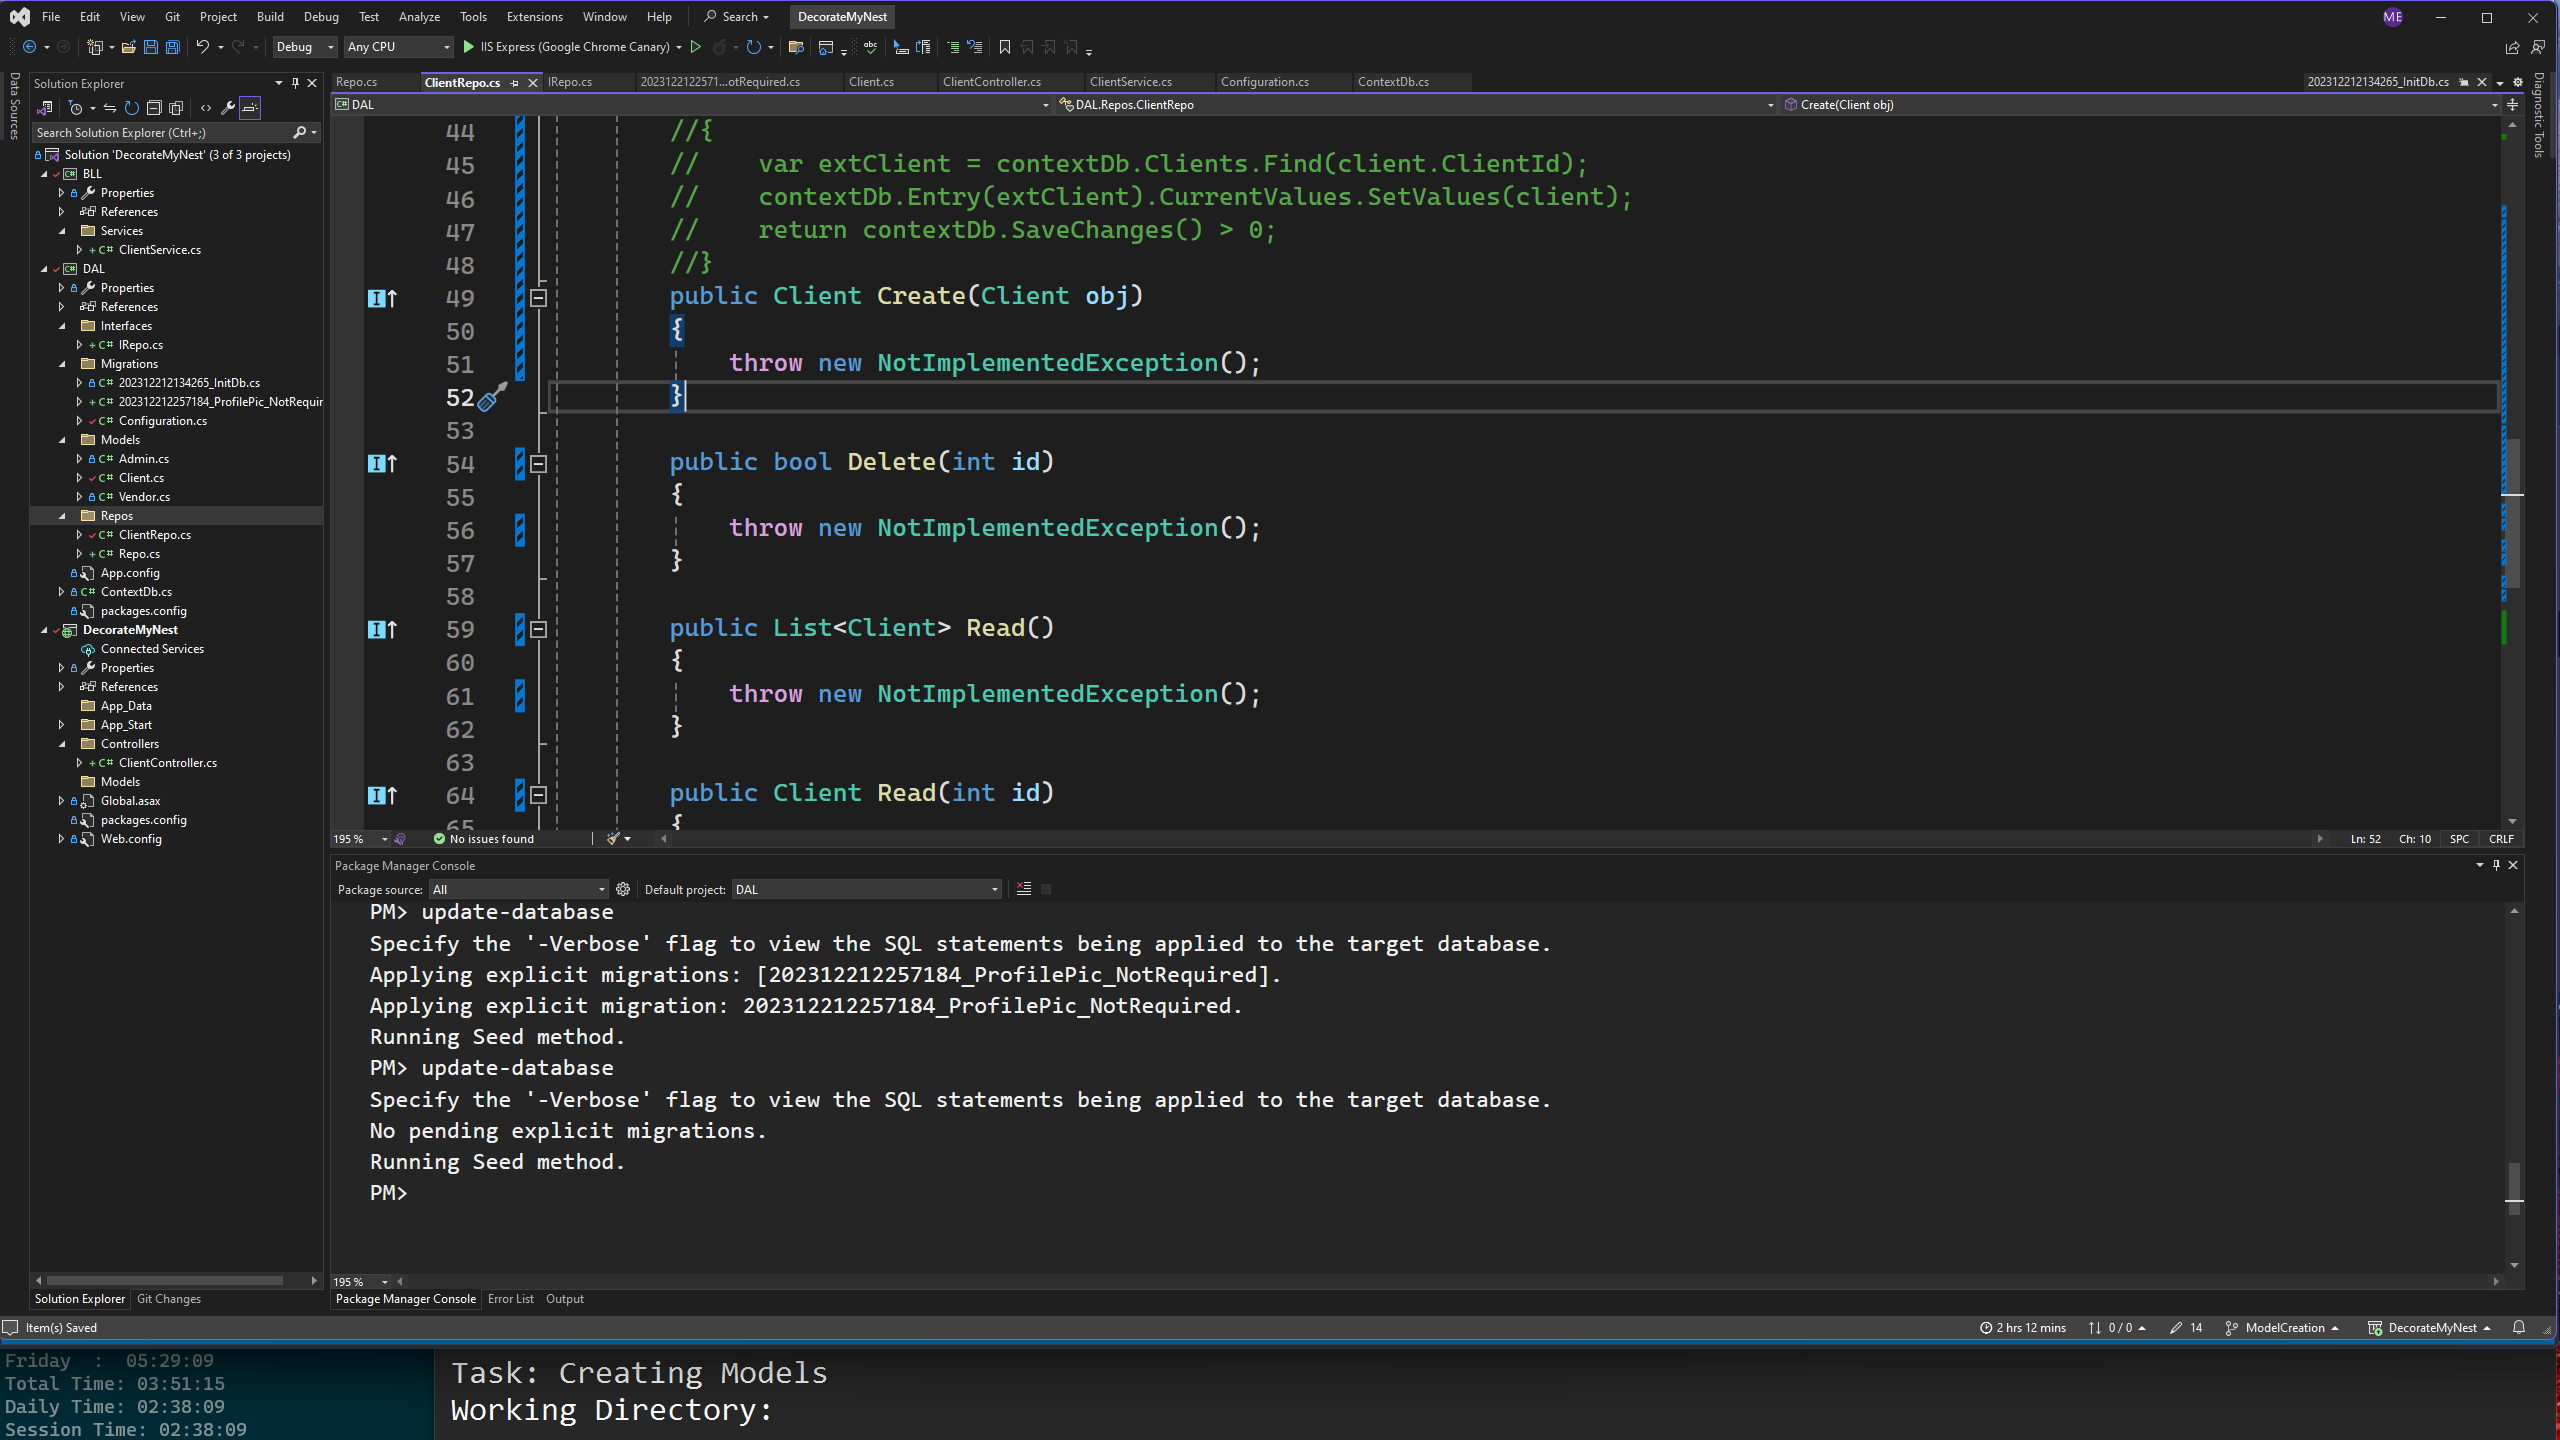 File Edit View Git Project Build Debug Test Analyze Tools Extensions Window Help Search DecorateMyNest ME
Debug Any CPU IIS Express (Google Chrome Canary)
Data Sources
Solution Explorer
Search Solution Explorer (Ctrl+;)
Solution 'DecorateMyNest' (3 of 3 projects)
BLL
Properties
References
Services
C# ClientService.cs
DAL
Properties
References
Interfaces
C# IRepo.cs
Migrations
C# 202312212134265_InitDb.cs
C# 202312212257184_ProfilePic_NotRequir
C# Configuration.cs
Models
C# Admin.cs
C# Client.cs
C# Vendor.cs
Repos
C# ClientRepo.cs
C# Repo.cs
App.config
C# ContextDb.cs
packages.config
DecorateMyNest
Connected Services
Properties
References
App_Data
App_Start
Controllers
C# ClientController.cs
Models
Global.asax
packages.config
Web.config
Solution Explorer Git Changes
Repo.cs ClientRepo.cs IRepo.cs 2023122122571...otRequired.cs Client.cs ClientController.cs ClientService.cs Configuration.cs ContextDb.cs 202312212134265_InitDb.cs
DAL DAL.Repos.ClientRepo Create(Client obj)
44 //{
45 //    var extClient = contextDb.Clients.Find(client.ClientId);
46 //    contextDb.Entry(extClient).CurrentValues.SetValues(client);
47 //    return contextDb.SaveChanges() > 0;
48 //}
49 public Client Create(Client obj)
50 {
51 throw new NotImplementedException();
52 }
53
54 public bool Delete(int id)
55 {
56 throw new NotImplementedException();
57 }
58
59 public List<Client> Read()
60 {
61 throw new NotImplementedException();
62 }
63
64 public Client Read(int id)
65 {
195 % No issues found Ln: 52 Ch: 10 SPC CRLF
Diagnostic Tools
Package Manager Console
Package source: All Default project: DAL
PM> update-database
Specify the '-Verbose' flag to view the SQL statements being applied to the target database.
Applying explicit migrations: [202312212257184_ProfilePic_NotRequired].
Applying explicit migration: 202312212257184_ProfilePic_NotRequired.
Running Seed method.
PM> update-database
Specify the '-Verbose' flag to view the SQL statements being applied to the target database.
No pending explicit migrations.
Running Seed method.
PM>
195 %
Package Manager Console Error List Output
Item(s) Saved 2 hrs 12 mins 0 / 0 14 ModelCreation DecorateMyNest
Friday  :  05:29:09
Total Time: 03:51:15
Daily Time: 02:38:09
Session Time: 02:38:09
Task: Creating Models
Working Directory: